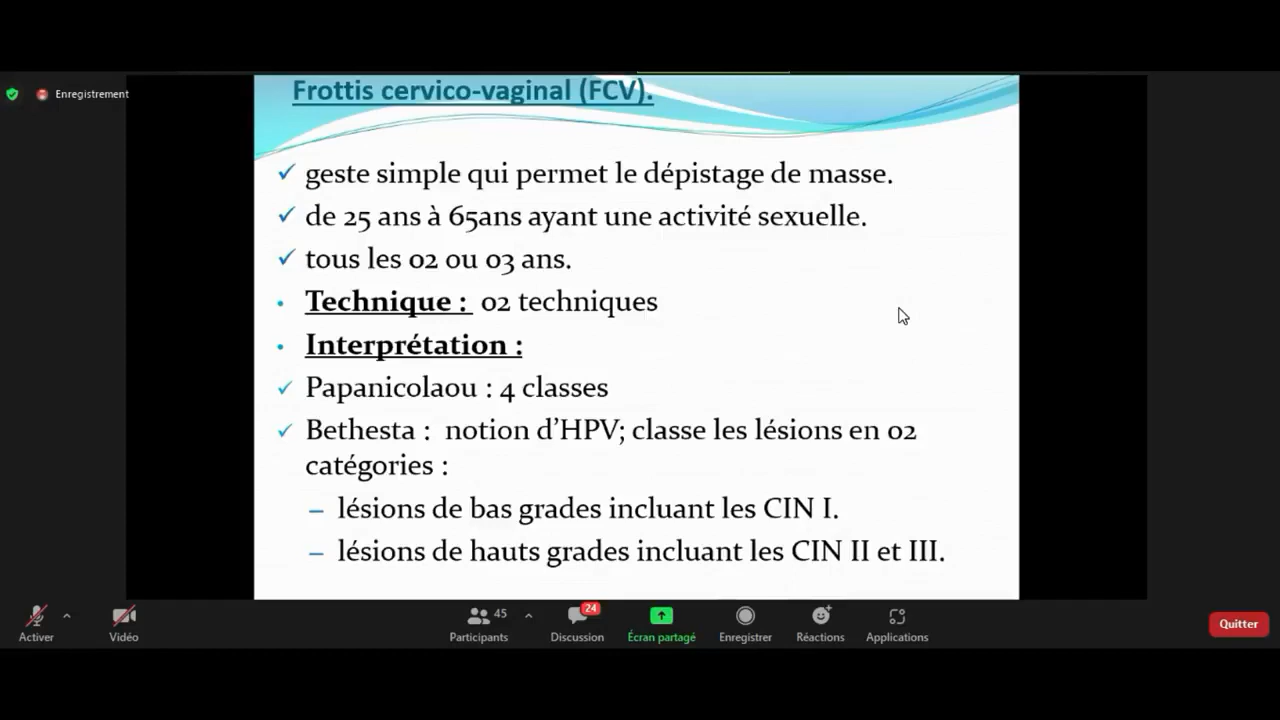 Enregistrement
Frottis cervico-vaginal (FCV).
✓ geste simple qui permet le dépistage de masse.
✓ de 25 ans à 65ans ayant une activité sexuelle.
✓ tous les 02 ou 03 ans.
• Technique : 02 techniques
• Interprétation :
✓ Papanicolaou : 4 classes
✓ Bethesta : notion d’HPV; classe les lésions en 02
catégories :
– lésions de bas grades incluant les CIN I.
– lésions de hauts grades incluant les CIN II et III.
Activer
Vidéo
45
Participants
24
Discussion
Écran partagé
Enregistrer
Réactions
Applications
Quitter